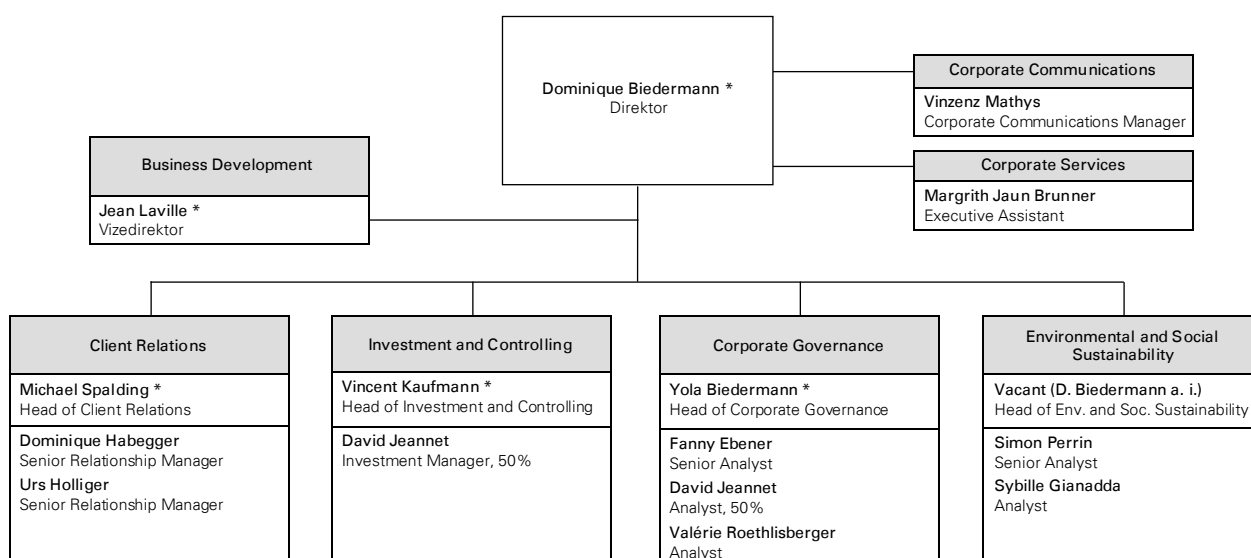 Dominique Biedermann *
Direktor
Corporate Communications
Vinzenz Mathys
Corporate Communications Manager
Corporate Services
Margrith Jaun Brunner
Executive Assistant
Business Development
Jean Laville *
Vizedirektor
Client Relations
Michael Spalding *
Head of Client Relations
Dominique Habegger
Senior Relationship Manager
Urs Holliger
Senior Relationship Manager
Investment and Controlling
Vincent Kaufmann *
Head of Investment and Controlling
David Jeannet
Investment Manager, 50%
Corporate Governance
Yola Biedermann *
Head of Corporate Governance
Fanny Ebener
Senior Analyst
David Jeannet
Analyst, 50%
Valérie Roethlisberger
Analyst
Environmental and Social
Sustainability
Vacant (D. Biedermann a. i.)
Head of Env. and Soc. Sustainability
Simon Perrin
Senior Analyst
Sybille Gianadda
Analyst